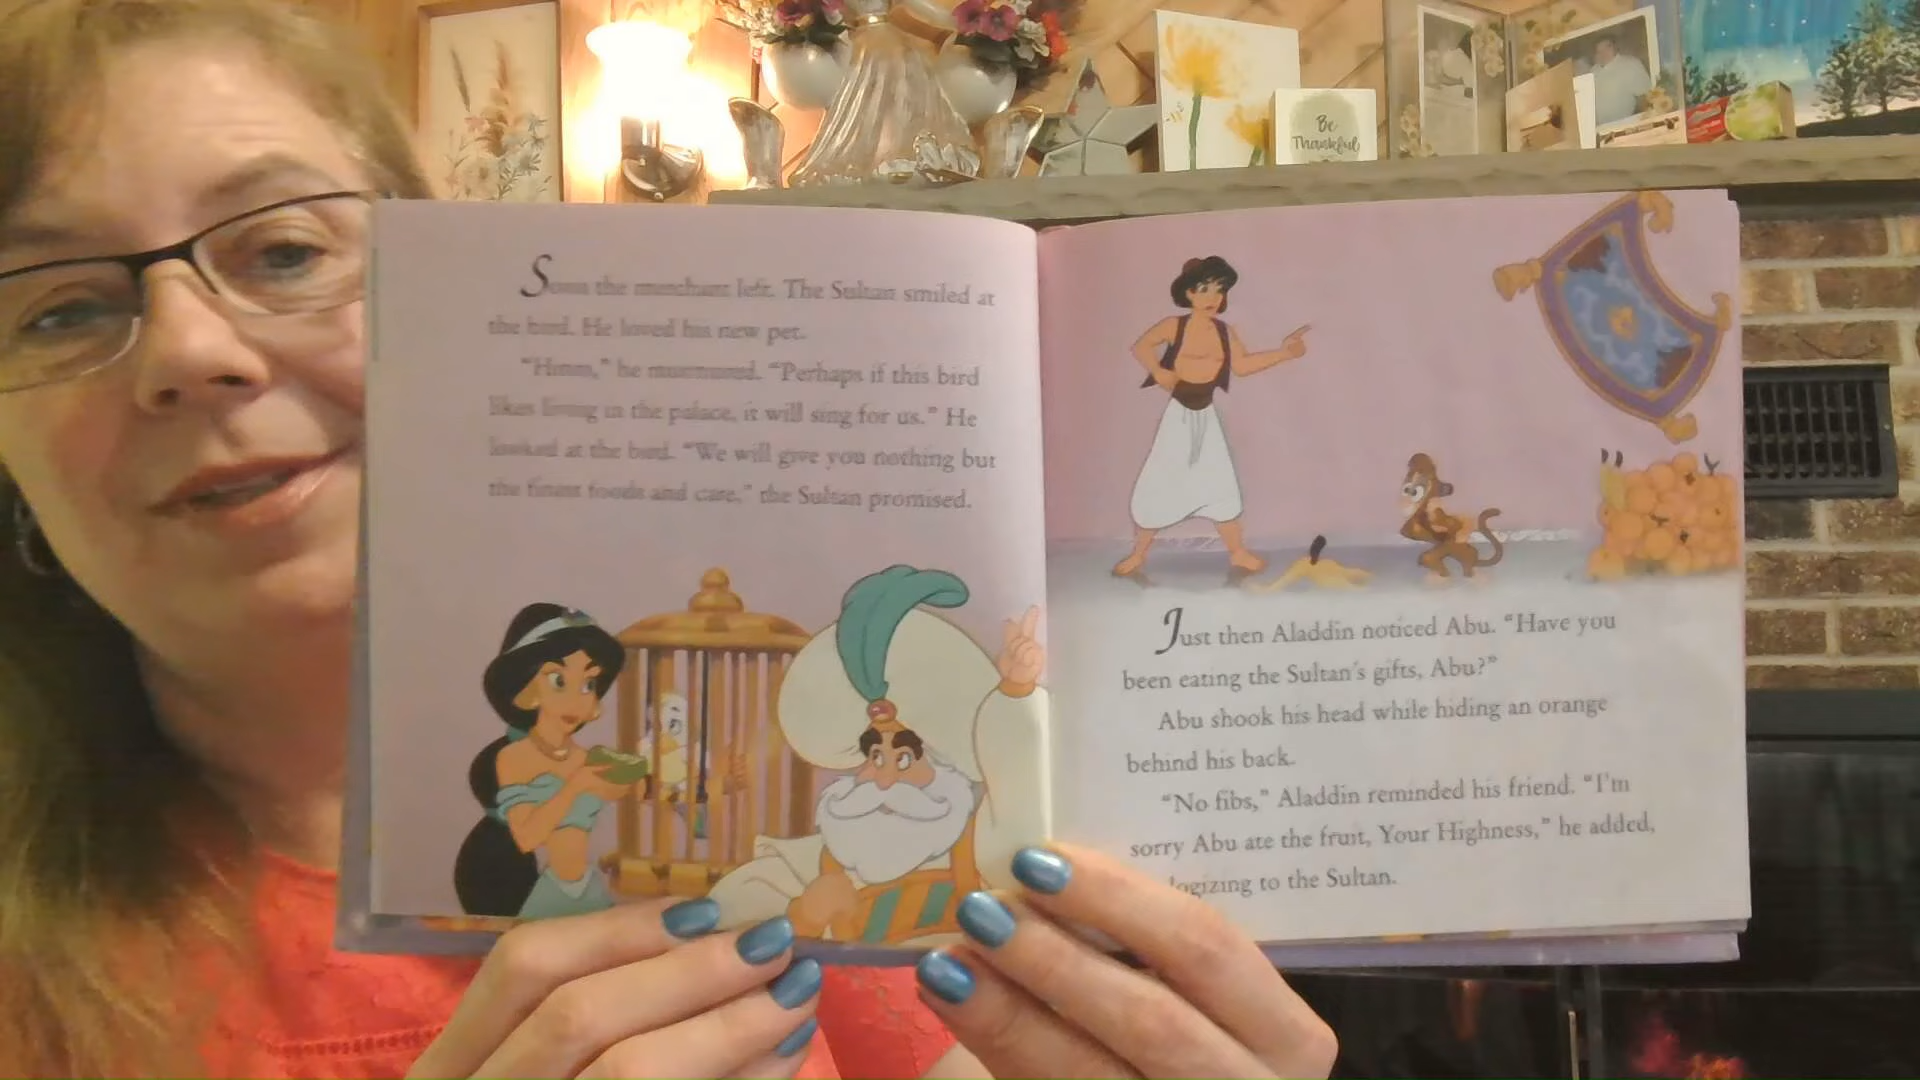 Be
Thankful
Soon the merchant left. The Sultan smiled at
the bird. He loved his new pet.
"Hmm," he murmured. "Perhaps if this bird
likes living in the palace, it will sing for us." He
looked at the bird. "We will give you nothing but
the finest foods and care," the Sultan promised.
Just then Aladdin noticed Abu. "Have you
been eating the Sultan's gifts, Abu?"
Abu shook his head while hiding an orange
behind his back.
"No fibs," Aladdin reminded his friend. "I'm
sorry Abu ate the fruit, Your Highness," he added,
logizing to the Sultan.